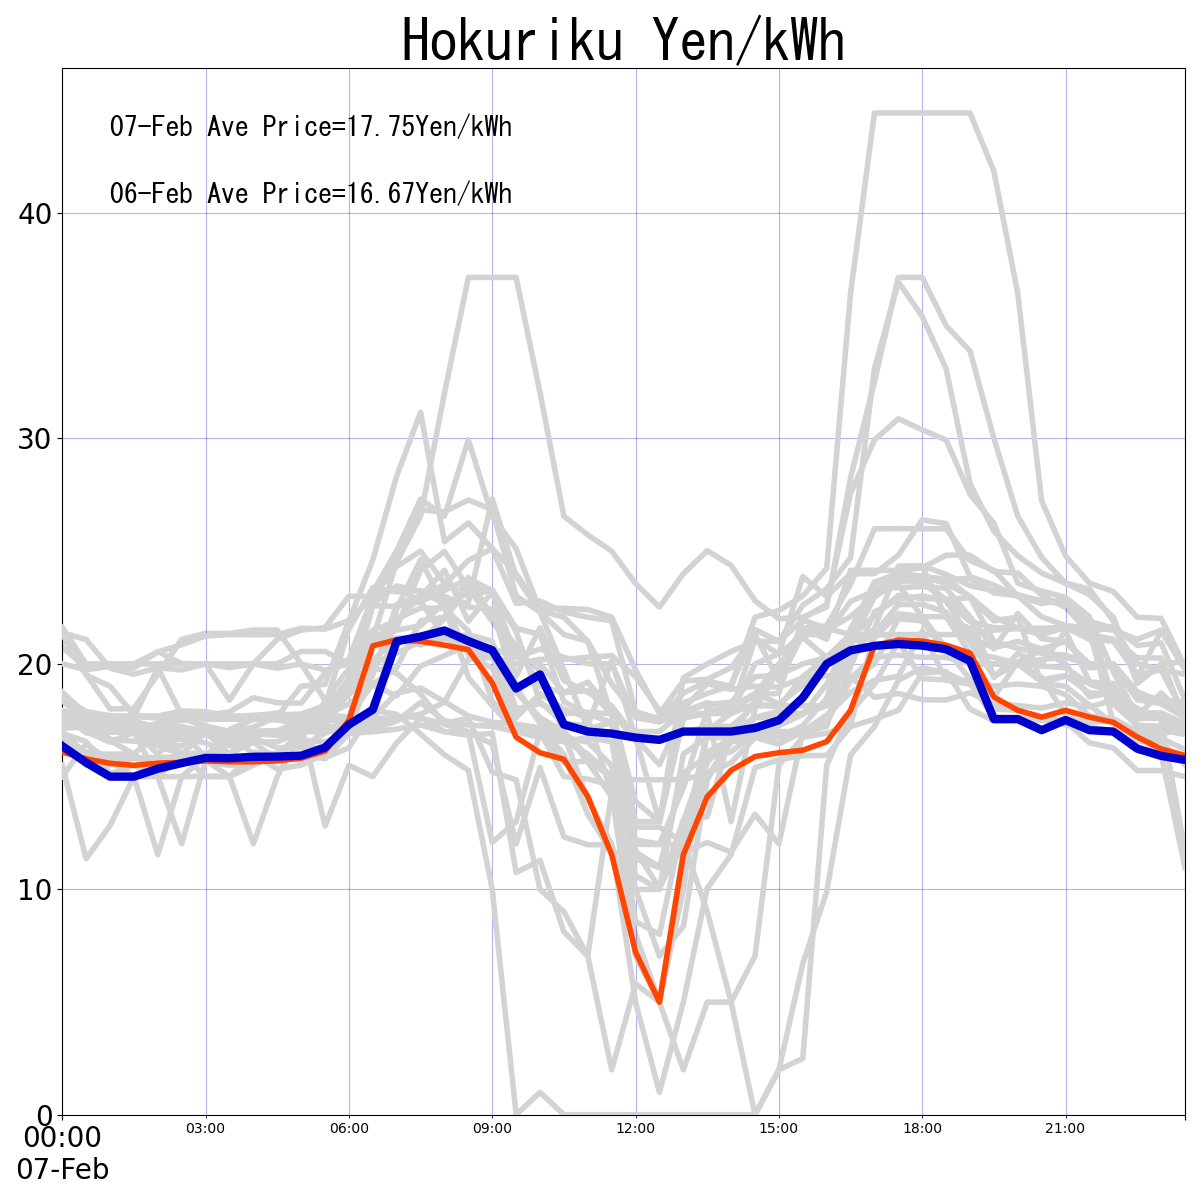 Hokuriku Yen/kWh
07-Feb Ave Price=17.75Yen/kWh
06-Feb Ave Price=16.67Yen/kWh
40
30
20
10
0
00:00 03:00 06:00 09:00 12:00 15:00 18:00 21:00
07-Feb